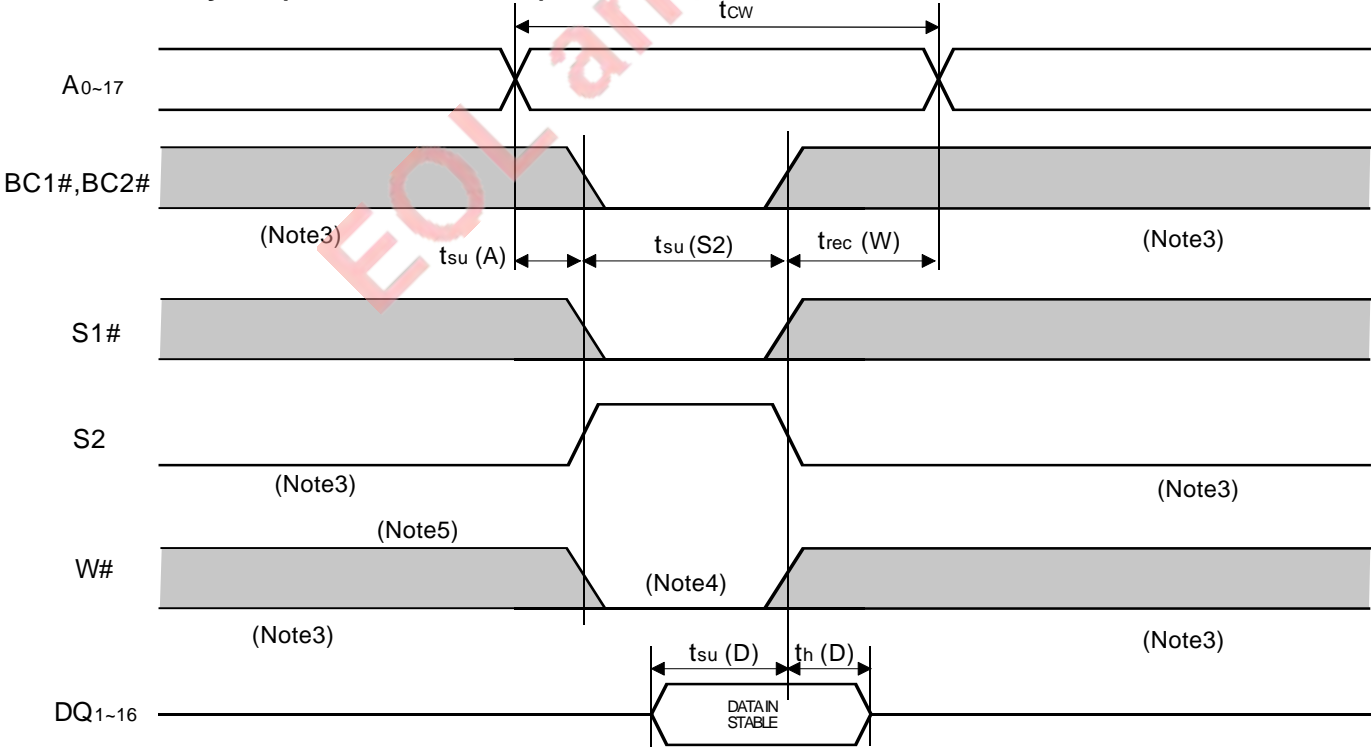 tCW
A0~17
BC1#,BC2#
(Note3)
(Note3)
tsu (A)
tsu (S2)
trec (W)
S1#
S2
(Note3)
(Note3)
(Note5)
W#
(Note4)
(Note3)
(Note3)
tsu (D)
th (D)
DQ1~16
DATA IN
STABLE
EOL